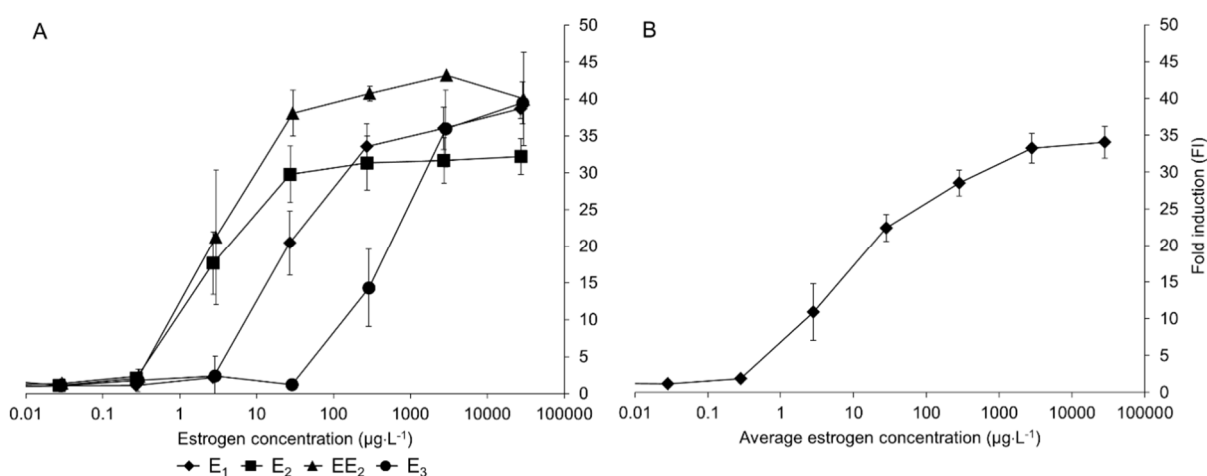 A
50
45
40
35
30
25
20
15
10
5
0
0.01 0.1 1 10 100 1000 10000 100000
Estrogen concentration (µg·L-1)
E1 E2 EE2 E3
B
50
45
40
35
30
25
20
15
10
5
0
Fold induction (FI)
0.01 0.1 1 10 100 1000 10000 100000
Average estrogen concentration (µg·L-1)